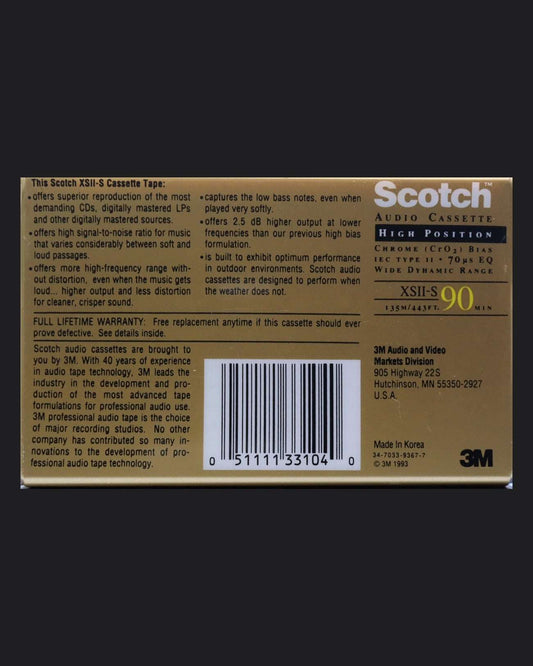 This Scotch XSII-S Cassette Tape:
• offers superior reproduction of the most
demanding CDs, digitally mastered LPs
and other digitally mastered sources.
• offers high signal-to-noise ratio for music
that varies considerably between soft and
loud passages.
• offers more high-frequency range with-
out distortion, even when the music gets
loud... higher output and less distortion
for cleaner, crisper sound.
• captures the low bass notes, even when
played very softly.
• offers 2.5 dB higher output at lower
frequencies than our previous high bias
formulation.
• is built to exhibit optimum performance
in outdoor environments. Scotch audio
cassettes are designed to perform when
the weather does not.
FULL LIFETIME WARRANTY: Free replacement anytime if this cassette should ever
prove defective. See details inside.
Scotch audio cassettes are brought to
you by 3M. With 40 years of experience
in audio tape technology, 3M leads the
industry in the development and pro-
duction of the most advanced tape
formulations for professional audio use.
3M professional audio tape is the choice
of major recording studios. No other
company has contributed so many in-
novations to the development of pro-
fessional audio tape technology.
0 51111 33104 0
Scotch™
AUDIO CASSETTE
HIGH POSITION
CHROME (CrO₂) BIAS
IEC TYPE II • 70µs EQ
WIDE DYNAMIC RANGE
XSII-S 90 MIN
135M/443FT.
3M Audio and Video
Markets Division
905 Highway 22S
Hutchinson, MN 55350-2927
U.S.A.
Made In Korea
34-7033-9367-7
© 3M 1993
3M